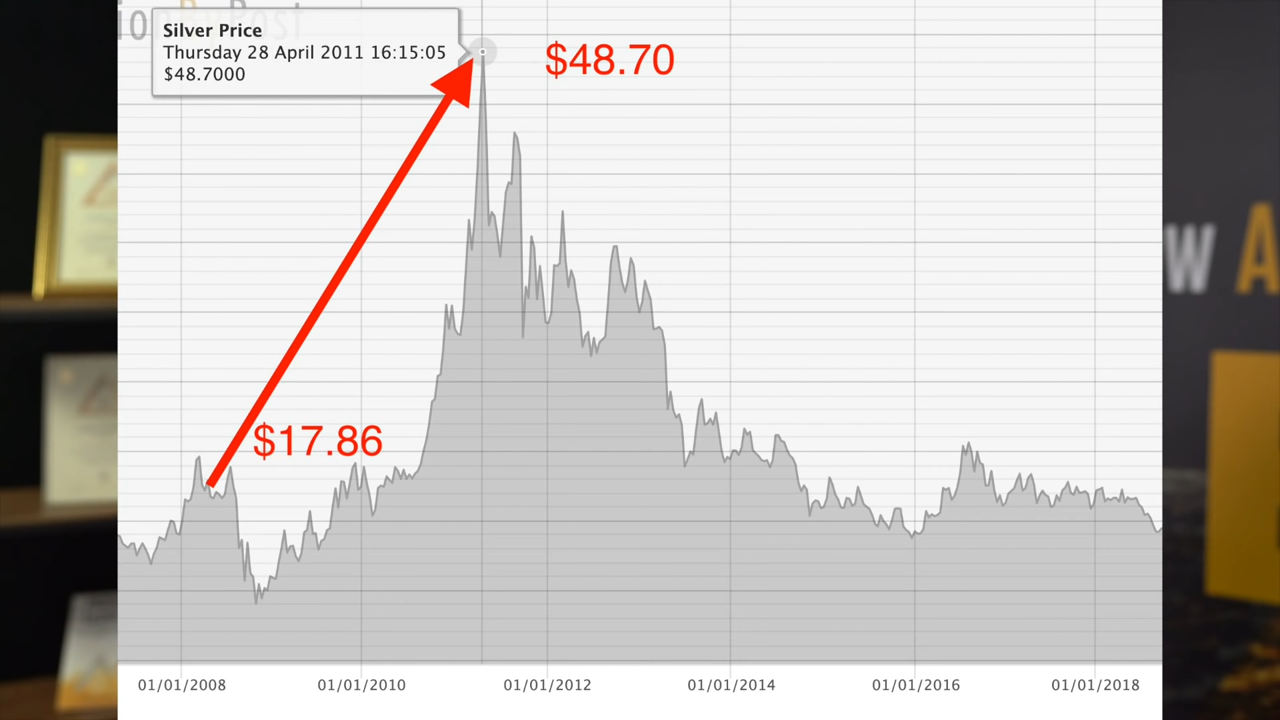 Silver Price
Thursday 28 April 2011 16:15:05
$48.7000
$48.70
$17.86
W A
01/01/2008 01/01/2010 01/01/2012 01/01/2014 01/01/2016 01/01/2018